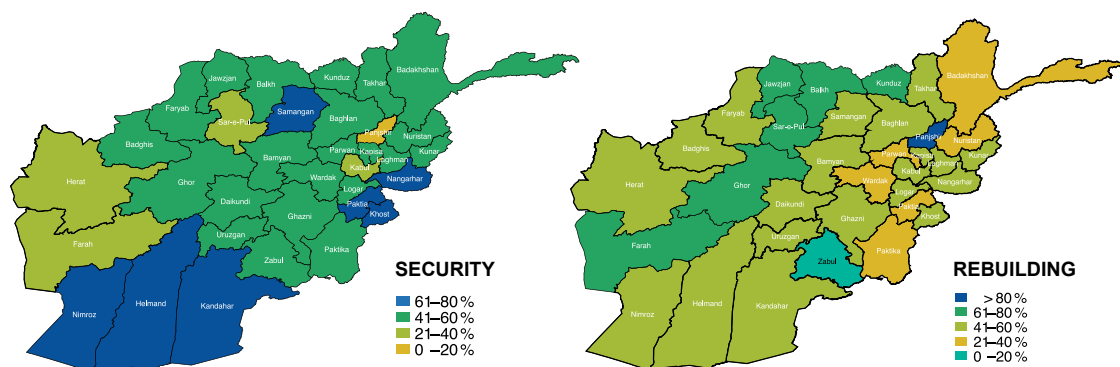 Badakhshan
Jawzjan
Balkh
Kunduz
Takhar
Faryab
Samangan
Sar-e-Pul
Baghlan
Panjshir
Nuristan
Badghis
Bamyan
Parwan
Kapisa
Laghman
Kunar
Kabul
Herat
Ghor
Wardak
Nangarhar
Daikundi
Logar
Paktia
Khost
Ghazni
Farah
Uruzgan
Paktika
Zabul
Nimroz
Helmand
Kandahar
SECURITY
61–80 %
41–60 %
21–40 %
0 –20 %
Badakhshan
Jawzjan
Balkh
Kunduz
Takhar
Faryab
Samangan
Sar-e-Pul
Baghlan
Panjshir
Nuristan
Badghis
Bamyan
Parwan
Kapisa
Laghman
Kunar
Kabul
Herat
Ghor
Wardak
Nangarhar
Daikundi
Logar
Paktia
Khost
Ghazni
Farah
Uruzgan
Paktika
Zabul
Nimroz
Helmand
Kandahar
REBUILDING
>80 %
61–80 %
41–60 %
21–40 %
0 –20 %